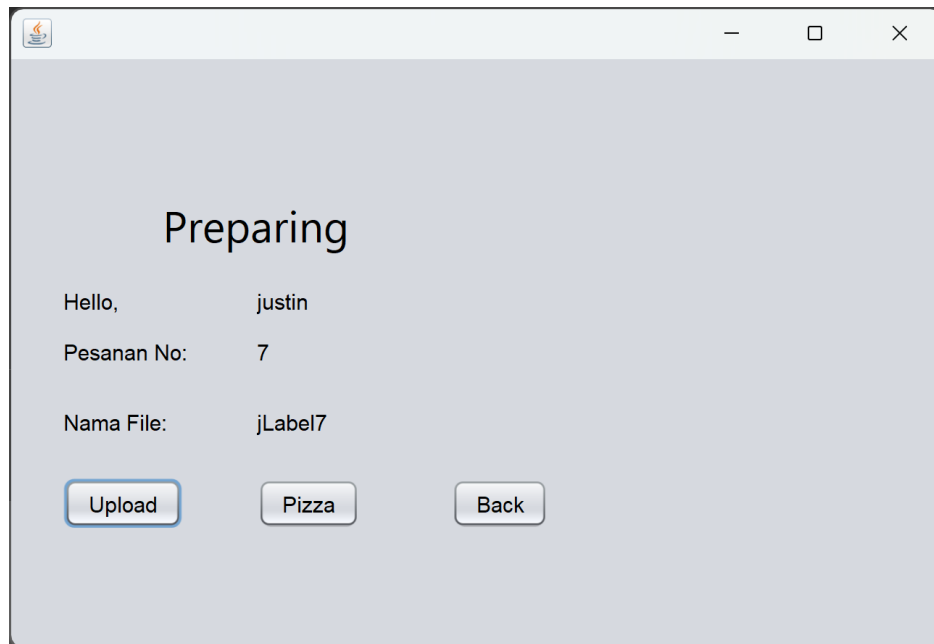 Preparing
Hello, justin
Pesanan No: 7
Nama File: jLabel7
Upload Pizza Back